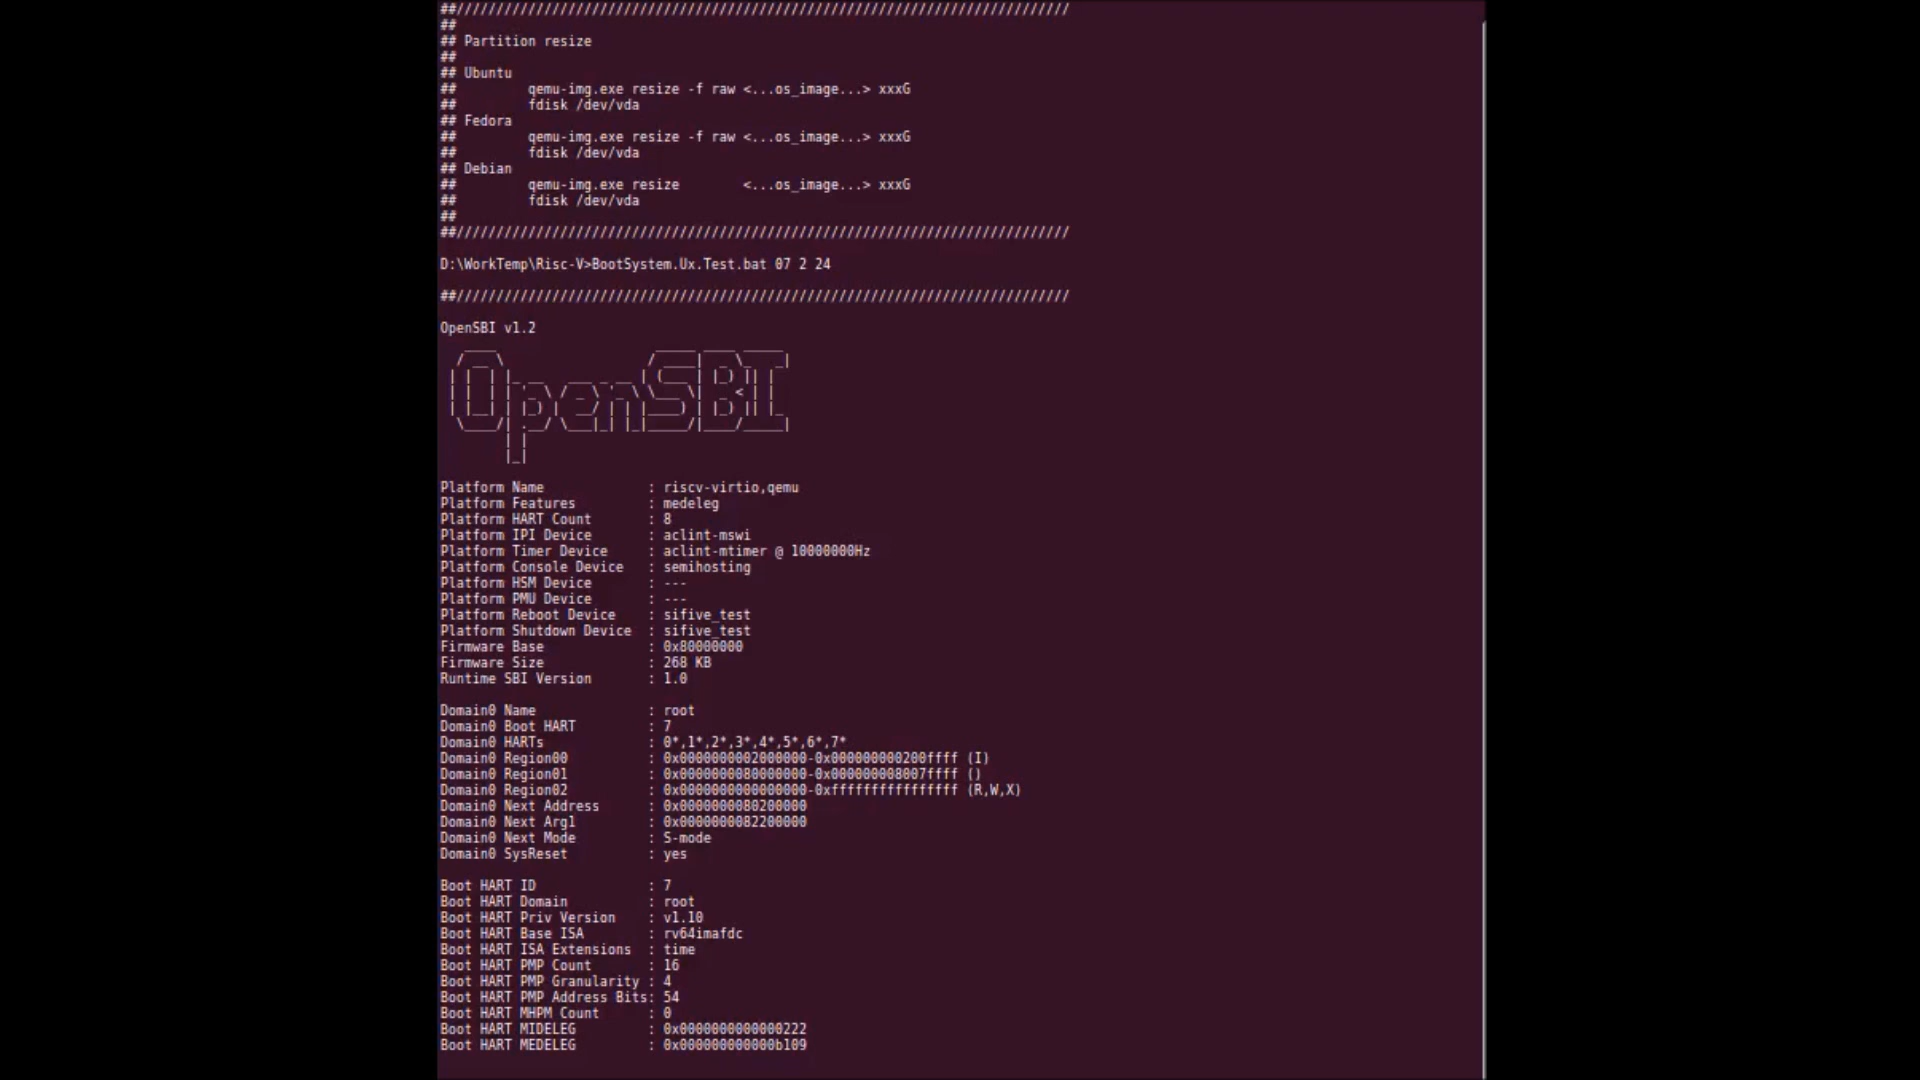 ##/////////////////////////////////////////////////////////////////////////////
##
## Partition resize
##
## Ubuntu
##         qemu-img.exe resize -f raw <...os_image...> xxxG
##         fdisk /dev/vda
## Fedora
##         qemu-img.exe resize -f raw <...os_image...> xxxG
##         fdisk /dev/vda
## Debian
##         qemu-img.exe resize        <...os_image...> xxxG
##         fdisk /dev/vda
##
##/////////////////////////////////////////////////////////////////////////////
D:\WorkTemp\Risc-V>BootSystem.Ux.Test.bat 07 2 24
##/////////////////////////////////////////////////////////////////////////////
OpenSBI v1.2
OpenSBI
Platform Name             : riscv-virtio,qemu
Platform Features         : medeleg
Platform HART Count       : 8
Platform IPI Device       : aclint-mswi
Platform Timer Device     : aclint-mtimer @ 10000000Hz
Platform Console Device   : semihosting
Platform HSM Device       : ---
Platform PMU Device       : ---
Platform Reboot Device    : sifive_test
Platform Shutdown Device  : sifive_test
Firmware Base             : 0x80000000
Firmware Size             : 268 KB
Runtime SBI Version       : 1.0
Domain0 Name              : root
Domain0 Boot HART         : 7
Domain0 HARTs             : 0*,1*,2*,3*,4*,5*,6*,7*
Domain0 Region00          : 0x0000000002000000-0x000000000200ffff (I)
Domain0 Region01          : 0x0000000080000000-0x000000008007ffff ()
Domain0 Region02          : 0x0000000000000000-0xffffffffffffffff (R,W,X)
Domain0 Next Address      : 0x0000000080200000
Domain0 Next Arg1         : 0x0000000082200000
Domain0 Next Mode         : S-mode
Domain0 SysReset          : yes
Boot HART ID              : 7
Boot HART Domain          : root
Boot HART Priv Version    : v1.10
Boot HART Base ISA        : rv64imafdc
Boot HART ISA Extensions  : time
Boot HART PMP Count       : 16
Boot HART PMP Granularity : 4
Boot HART PMP Address Bits: 54
Boot HART MHPM Count      : 0
Boot HART MIDELEG         : 0x0000000000000222
Boot HART MEDELEG         : 0x000000000000b109